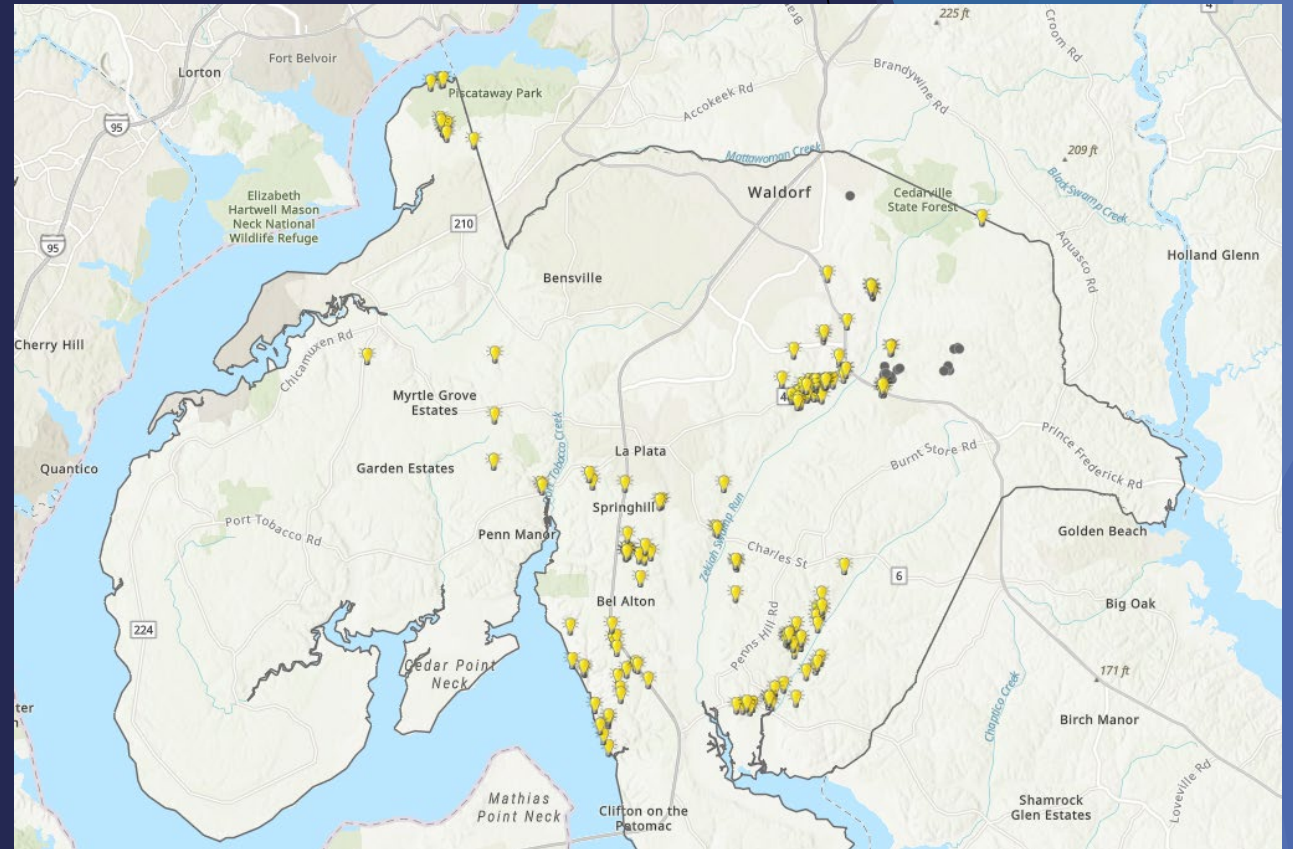 4
225 ft
Croom Rd
Lorton
Fort Belvoir
Brandywine Rd
Piscataway Park
Accokeek Rd
95
209 ft
Mattawoman Creek
Waldorf
Cedarville
State Forest
Black Swamp Creek
Elizabeth
Hartwell Mason
Neck National
Wildlife Refuge
210
95
Aquasco Rd
Holland Glenn
Bensville
Cherry Hill
Chicamuxen Rd
Myrtle Grove
Estates
4
Quantico
Garden Estates
Port Tobacco Creek
La Plata
Burnt Store Rd
Prince Frederick Rd
Springhill
Port Tobacco Rd
Penn Manor
Zekiah Swamp Run
Charles St
Golden Beach
6
Bel Alton
Big Oak
224
Penns Hill Rd
Cedar Point
Neck
171 ft
Chaptico Creek
Birch Manor
Mathias
Point Neck
Clifton on the
Potomac
Shamrock
Glen Estates
Loveville Rd